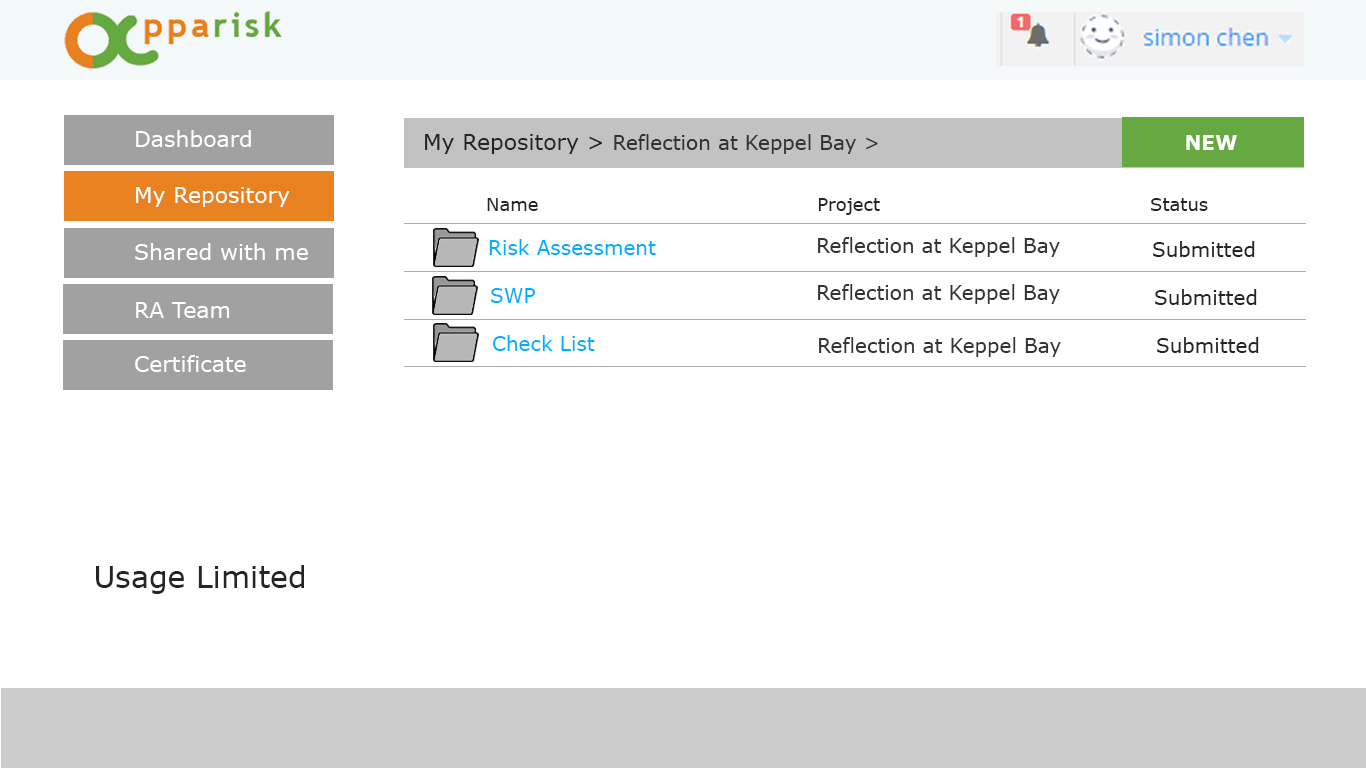 pparisk
1
simon chen
Dashboard
My Repository
Shared with me
RA Team
Certificate
Usage Limited
My Repository > Reflection at Keppel Bay >
NEW
Name Project Status
Risk Assessment Reflection at Keppel Bay Submitted
SWP Reflection at Keppel Bay Submitted
Check List Reflection at Keppel Bay Submitted